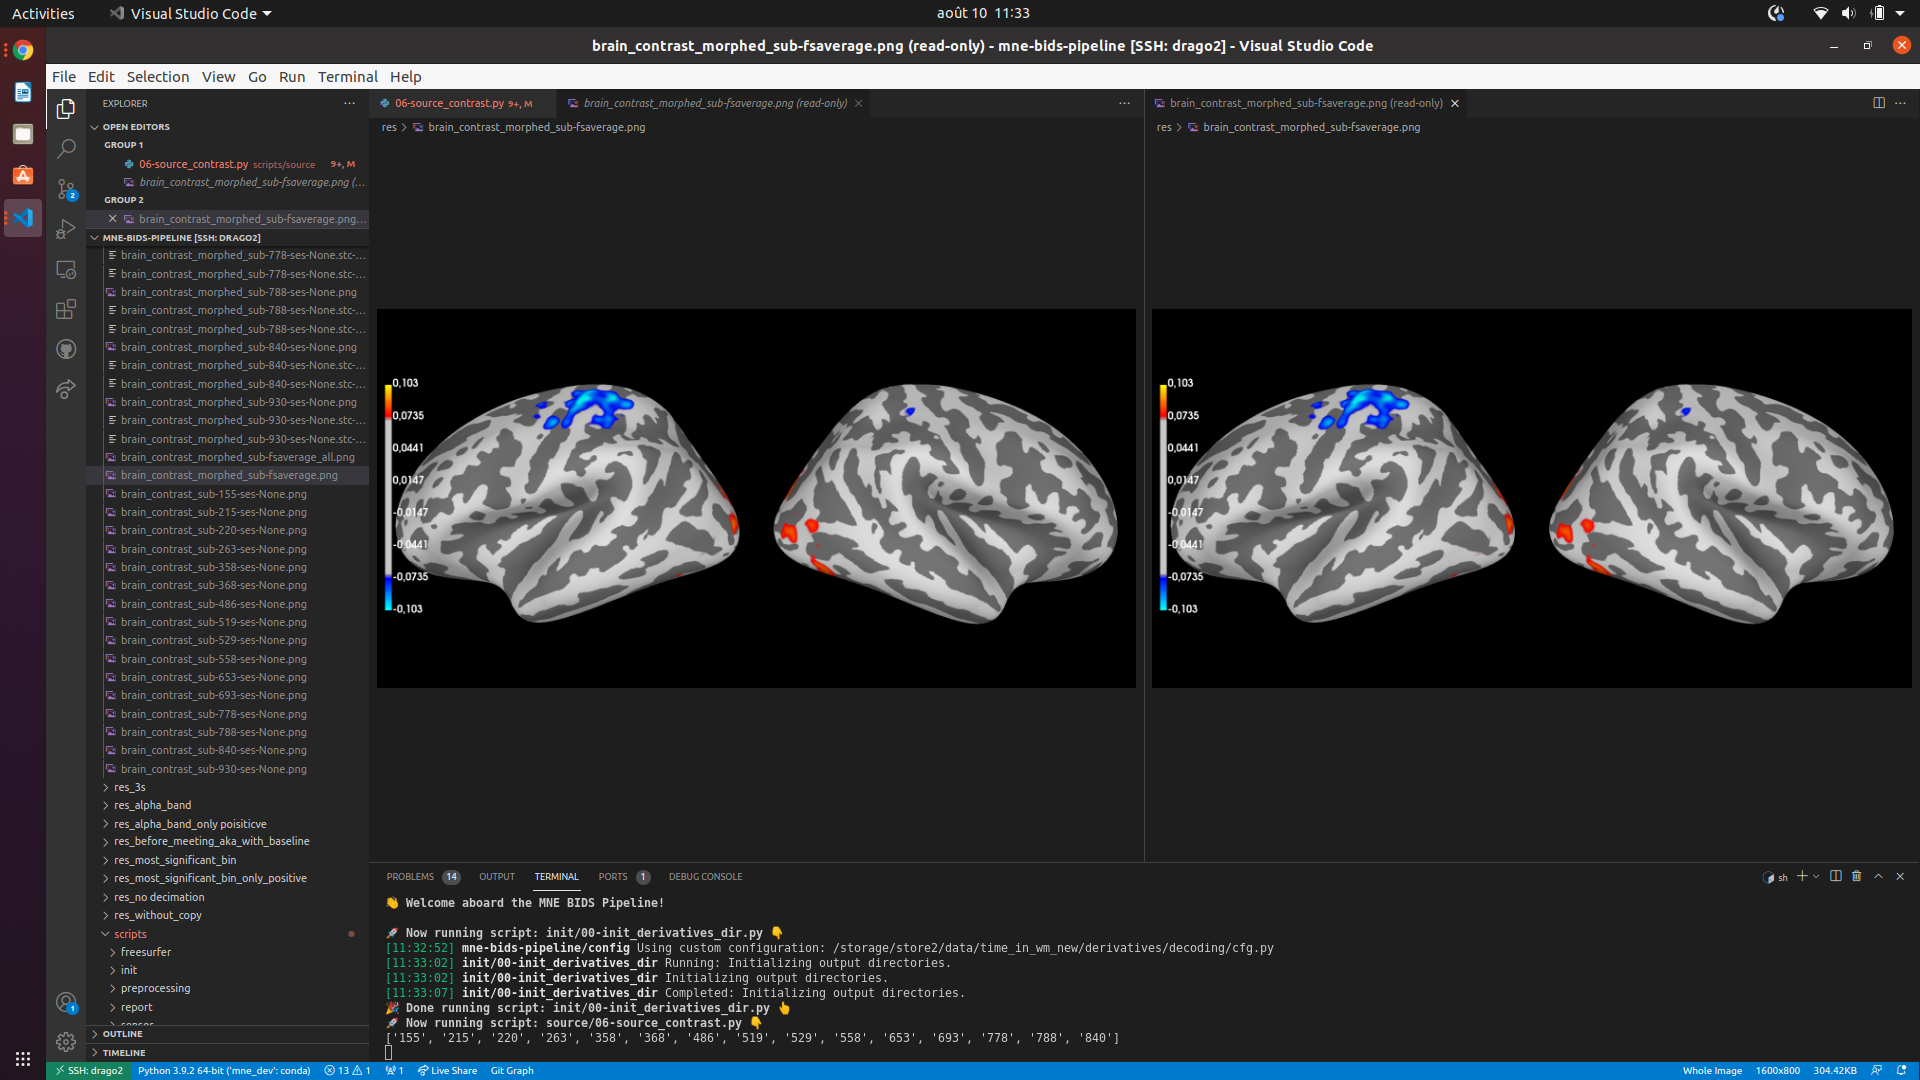 Activities
Visual Studio Code
août 10 11:33
brain_contrast_morphed_sub-fsaverage.png (read-only) - mne-bids-pipeline [SSH: drago2] - Visual Studio Code
File Edit Selection View Go Run Terminal Help
EXPLORER
OPEN EDITORS
GROUP 1
06-source_contrast.py scripts/source 9+, M
brain_contrast_morphed_sub-fsaverage.png (...
GROUP 2
brain_contrast_morphed_sub-fsaverage.png...
MNE-BIDS-PIPELINE [SSH: DRAGO2]
brain_contrast_morphed_sub-778-ses-None.stc-...
brain_contrast_morphed_sub-778-ses-None.stc-...
brain_contrast_morphed_sub-788-ses-None.png
brain_contrast_morphed_sub-788-ses-None.stc-...
brain_contrast_morphed_sub-788-ses-None.stc-...
brain_contrast_morphed_sub-840-ses-None.png
brain_contrast_morphed_sub-840-ses-None.stc-...
brain_contrast_morphed_sub-840-ses-None.stc-...
brain_contrast_morphed_sub-930-ses-None.png
brain_contrast_morphed_sub-930-ses-None.stc-...
brain_contrast_morphed_sub-930-ses-None.stc-...
brain_contrast_morphed_sub-fsaverage_all.png
brain_contrast_morphed_sub-fsaverage.png
brain_contrast_sub-155-ses-None.png
brain_contrast_sub-215-ses-None.png
brain_contrast_sub-220-ses-None.png
brain_contrast_sub-263-ses-None.png
brain_contrast_sub-358-ses-None.png
brain_contrast_sub-368-ses-None.png
brain_contrast_sub-486-ses-None.png
brain_contrast_sub-519-ses-None.png
brain_contrast_sub-529-ses-None.png
brain_contrast_sub-558-ses-None.png
brain_contrast_sub-653-ses-None.png
brain_contrast_sub-693-ses-None.png
brain_contrast_sub-778-ses-None.png
brain_contrast_sub-788-ses-None.png
brain_contrast_sub-840-ses-None.png
brain_contrast_sub-930-ses-None.png
res_3s
res_alpha_band
res_alpha_band_only poisiticve
res_before_meeting_aka_with_baseline
res_most_significant_bin
res_most_significant_bin_only_positive
res_no decimation
res_without_copy
scripts
freesurfer
init
preprocessing
report
OUTLINE
TIMELINE
2
1
06-source_contrast.py 9+, M
brain_contrast_morphed_sub-fsaverage.png (read-only)
res > brain_contrast_morphed_sub-fsaverage.png
0,103
0,0735
0,0441
0,0147
-0,0147
-0,0441
-0,0735
-0,103
brain_contrast_morphed_sub-fsaverage.png (read-only)
res > brain_contrast_morphed_sub-fsaverage.png
0,103
0,0735
0,0441
0,0147
-0,0147
-0,0441
-0,0735
-0,103
PROBLEMS 14 OUTPUT TERMINAL PORTS 1 DEBUG CONSOLE
sh
👋 Welcome aboard the MNE BIDS Pipeline!
🚀 Now running script: init/00-init_derivatives_dir.py 👇
[11:32:52] mne-bids-pipeline/config Using custom configuration: /storage/store2/data/time_in_wm_new/derivatives/decoding/cfg.py
[11:33:02] init/00-init_derivatives_dir Running: Initializing output directories.
[11:33:02] init/00-init_derivatives_dir Initializing output directories.
[11:33:07] init/00-init_derivatives_dir Completed: Initializing output directories.
🎉 Done running script: init/00-init_derivatives_dir.py 👆
🚀 Now running script: source/06-source_contrast.py 👇
['155', '215', '220', '263', '358', '368', '486', '519', '529', '558', '653', '693', '778', '788', '840']
SSH: drago2 Python 3.9.2 64-bit ('mne_dev': conda) 13 1 1 Live Share Git Graph Whole Image 1600x800 304.42KB